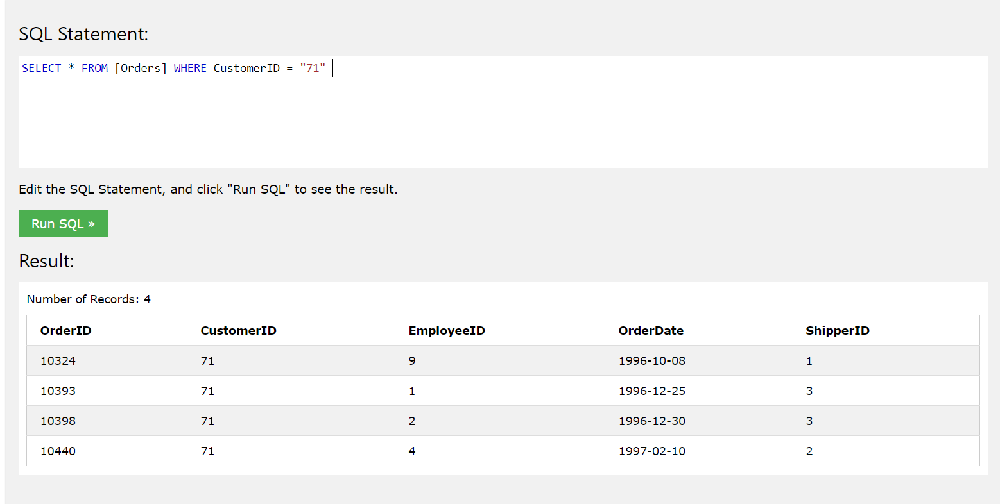 SQL Statement:
SELECT * FROM [Orders] WHERE CustomerID = "71"
Edit the SQL Statement, and click "Run SQL" to see the result.
Run SQL »
Result:
Number of Records: 4
OrderID CustomerID EmployeeID OrderDate ShipperID
10324 71 9 1996-10-08 1
10393 71 1 1996-12-25 3
10398 71 2 1996-12-30 3
10440 71 4 1997-02-10 2